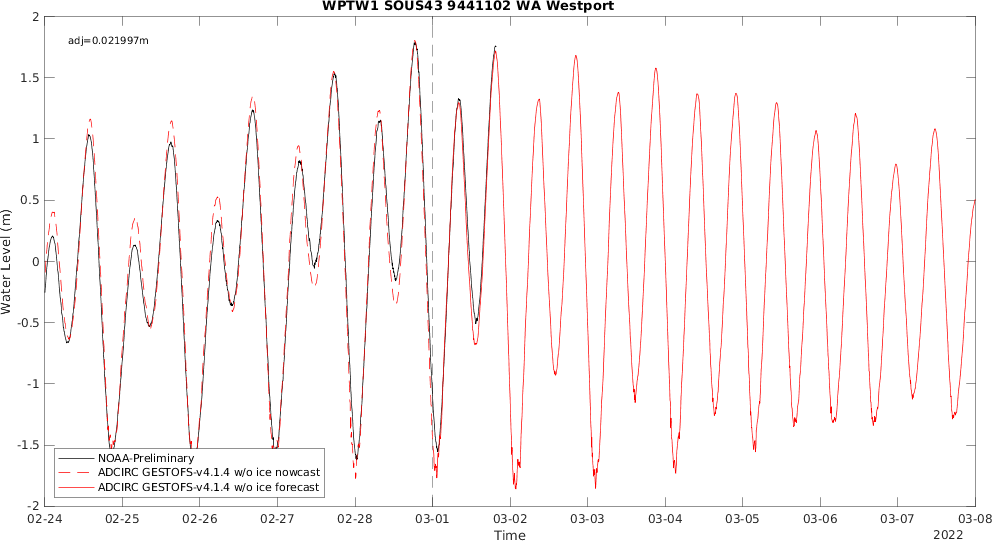 WPTW1 SOUS43 9441102 WA Westport
adj=0.021997m
2
1.5
1
0.5
0
-0.5
-1
-1.5
-2
Water Level (m)
NOAA-Preliminary
ADCIRC GESTOFS-v4.1.4 w/o ice nowcast
ADCIRC GESTOFS-v4.1.4 w/o ice forecast
02-24 02-25 02-26 02-27 02-28 03-01 03-02 03-03 03-04 03-05 03-06 03-07 03-08
Time
2022